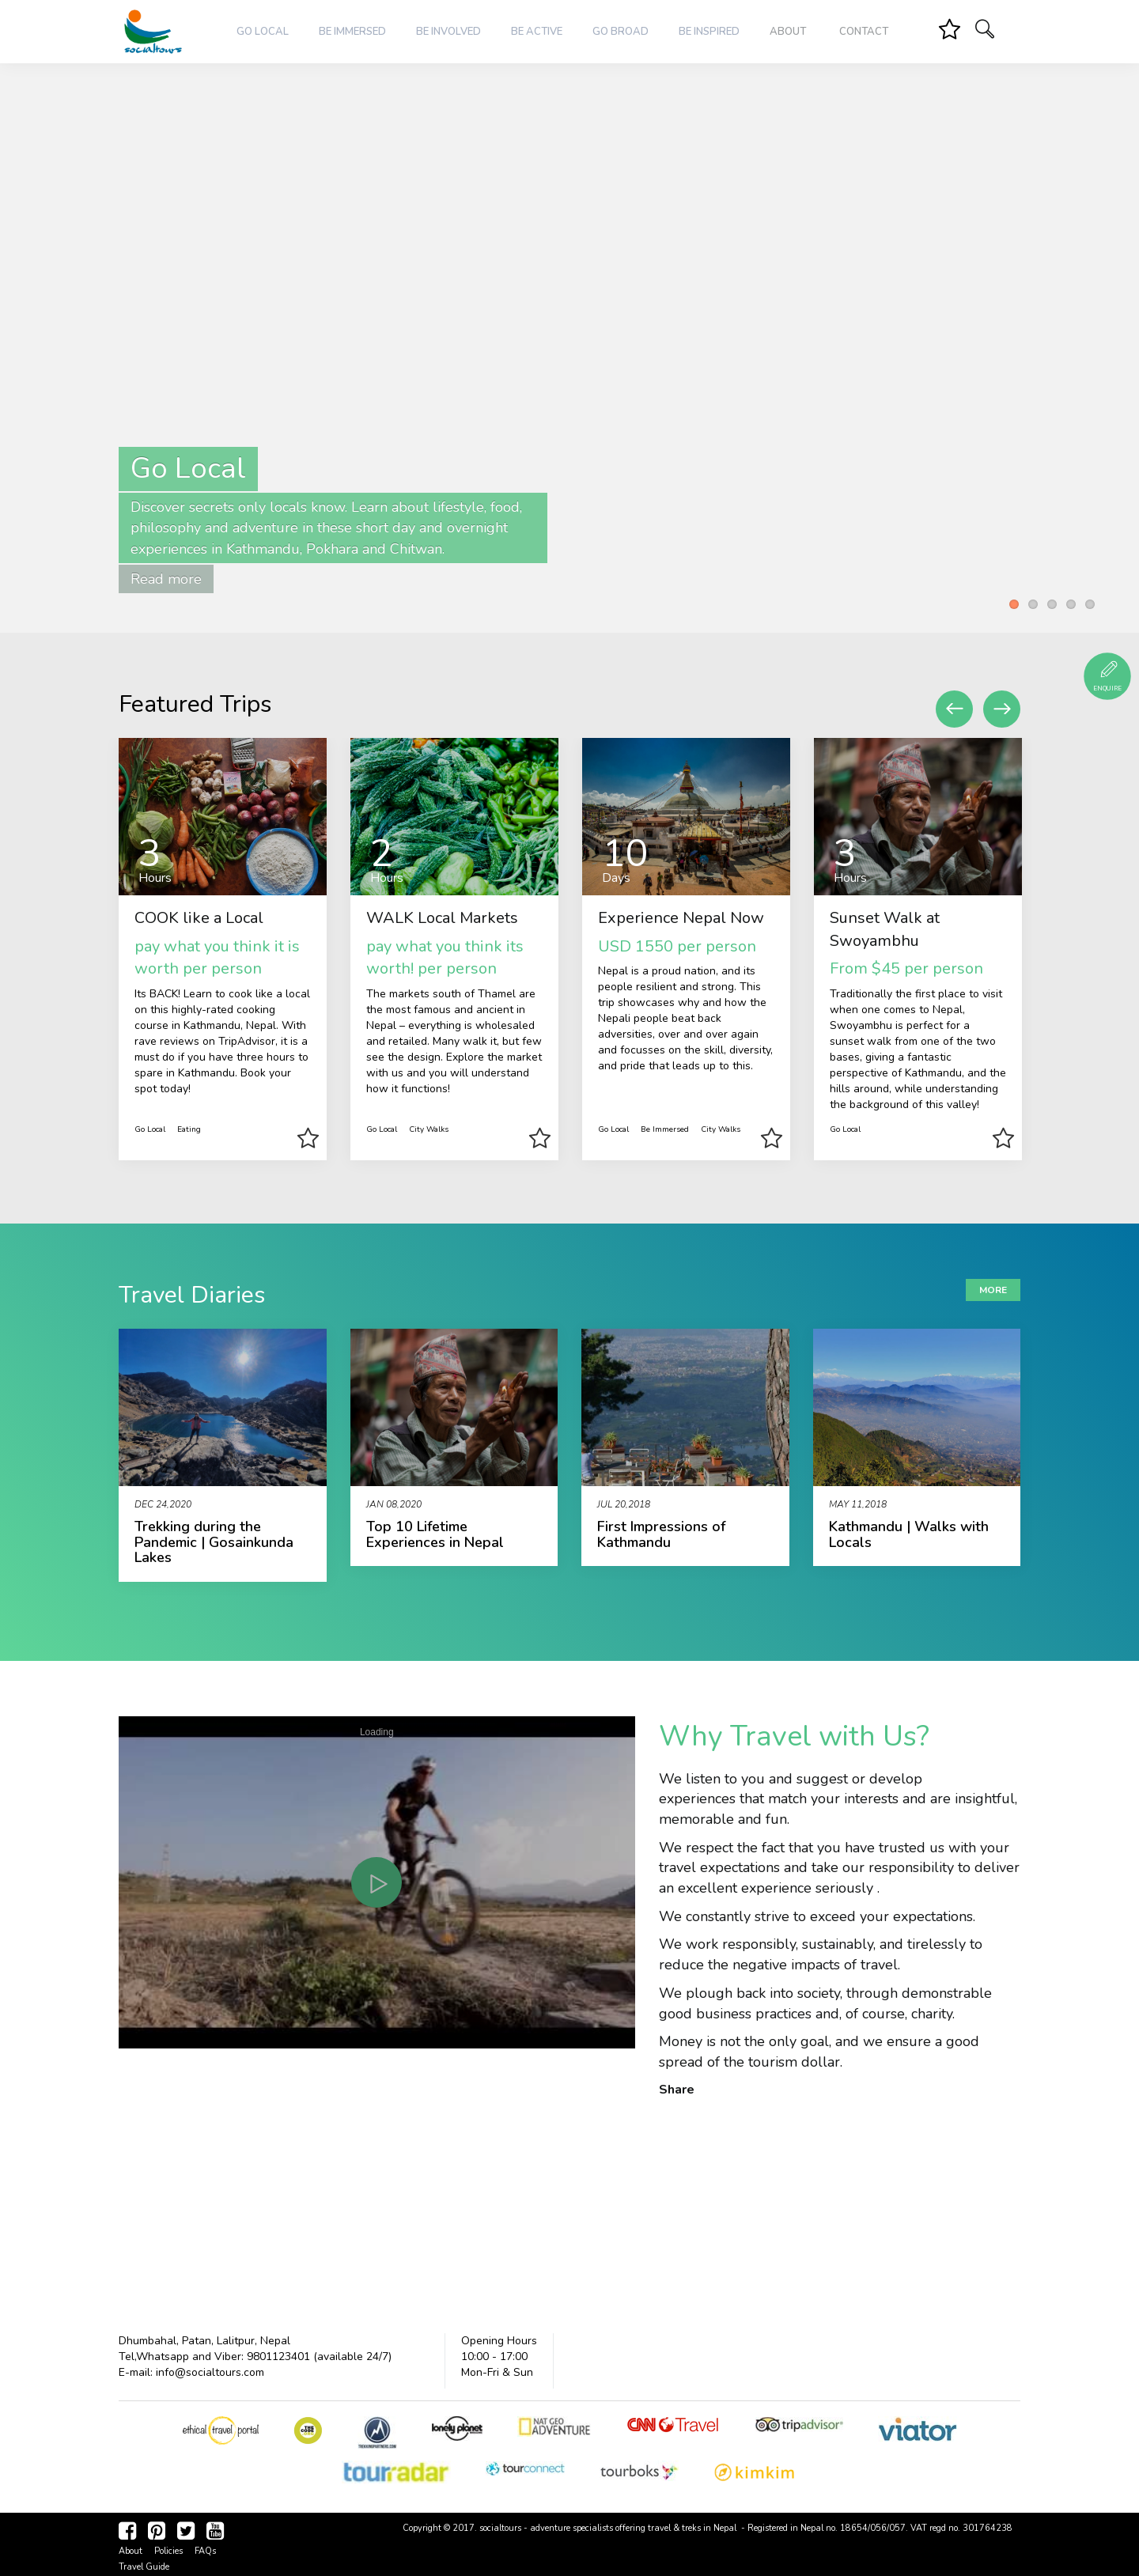 socialtours
GO LOCAL BE IMMERSED BE INVOLVED BE ACTIVE GO BROAD BE INSPIRED ABOUT CONTACT
Go Local
Discover secrets only locals know. Learn about lifestyle, food,
philosophy and adventure in these short day and overnight
experiences in Kathmandu, Pokhara and Chitwan.
Read more
ENQUIRE
Featured Trips
3
Hours
COOK like a Local
pay what you think it is
worth per person
Its BACK! Learn to cook like a local
on this highly-rated cooking
course in Kathmandu, Nepal. With
rave reviews on TripAdvisor, it is a
must do if you have three hours to
spare in Kathmandu. Book your
spot today!
Go Local Eating
2
Hours
WALK Local Markets
pay what you think its
worth! per person
The markets south of Thamel are
the most famous and ancient in
Nepal – everything is wholesaled
and retailed. Many walk it, but few
see the design. Explore the market
with us and you will understand
how it functions!
Go Local City Walks
10
Days
Experience Nepal Now
USD 1550 per person
Nepal is a proud nation, and its
people resilient and strong. This
trip showcases why and how the
Nepali people beat back
adversities, over and over again
and focusses on the skill, diversity,
and pride that leads up to this.
Go Local Be Immersed City Walks
3
Hours
Sunset Walk at
Swoyambhu
From $45 per person
Traditionally the first place to visit
when one comes to Nepal,
Swoyambhu is perfect for a
sunset walk from one of the two
bases, giving a fantastic
perspective of Kathmandu, and the
hills around, while understanding
the background of this valley!
Go Local
Travel Diaries
MORE
DEC 24,2020
Trekking during the
Pandemic | Gosainkunda
Lakes
JAN 08,2020
Top 10 Lifetime
Experiences in Nepal
JUL 20,2018
First Impressions of
Kathmandu
MAY 11,2018
Kathmandu | Walks with
Locals
Loading
Why Travel with Us?
We listen to you and suggest or develop
experiences that match your interests and are insightful,
memorable and fun.
We respect the fact that you have trusted us with your
travel expectations and take our responsibility to deliver
an excellent experience seriously .
We constantly strive to exceed your expectations.
We work responsibly, sustainably, and tirelessly to
reduce the negative impacts of travel.
We plough back into society, through demonstrable
good business practices and, of course, charity.
Money is not the only goal, and we ensure a good
spread of the tourism dollar.
Share
Dhumbahal, Patan, Lalitpur, Nepal
Tel,Whatsapp and Viber: 9801123401 (available 24/7)
E-mail: info@socialtours.com
Opening Hours
10:00 - 17:00
Mon-Fri & Sun
ethical travel portal
THE CODE
TREKKINGPARTNERS.COM
lonely planet
NAT GEO
ADVENTURE
CNN Travel
tripadvisor
viator
tourradar
tourconnect
tourboks
kimkim
You Tube
Copyright © 2017. socialtours - adventure specialists offering travel & treks in Nepal - Registered in Nepal no. 18654/056/057. VAT regd no. 301764238
About Policies FAQs
Travel Guide